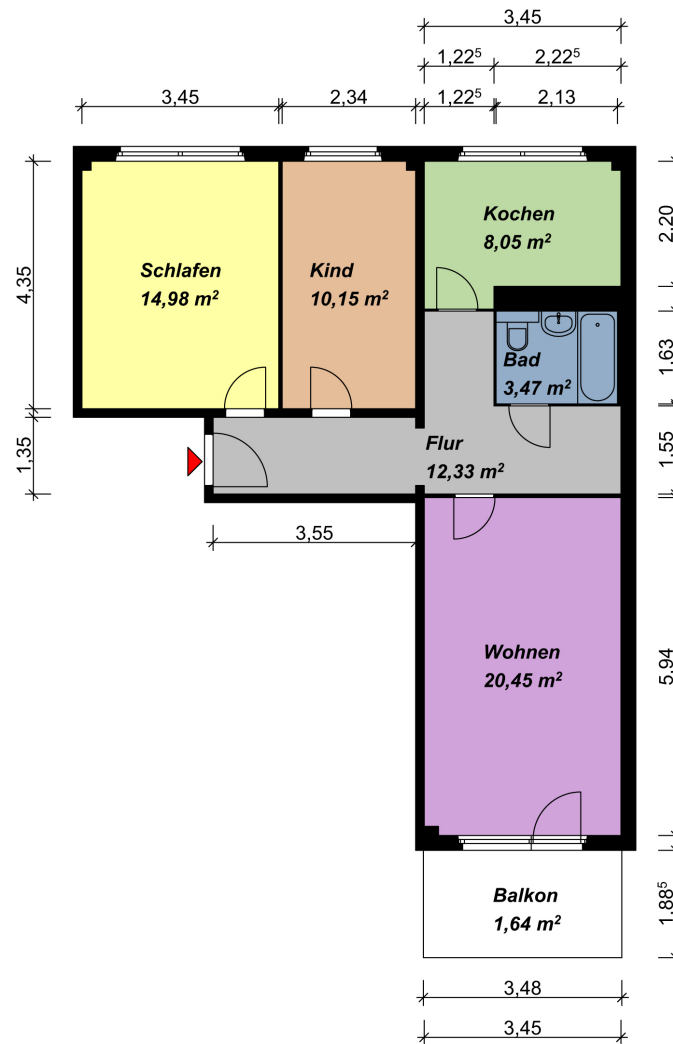 3,45
1,22⁵ 2,22⁵
3,45 2,34 1,22⁵ 2,13
Kochen
8,05 m²
2,20
Schlafen
14,98 m²
Kind
10,15 m²
4,35
Bad
3,47 m²
1,63
Flur
12,33 m²
1,35
1,55
3,55
Wohnen
20,45 m²
5,94
Balkon
1,64 m²
1,88⁵
3,48
3,45